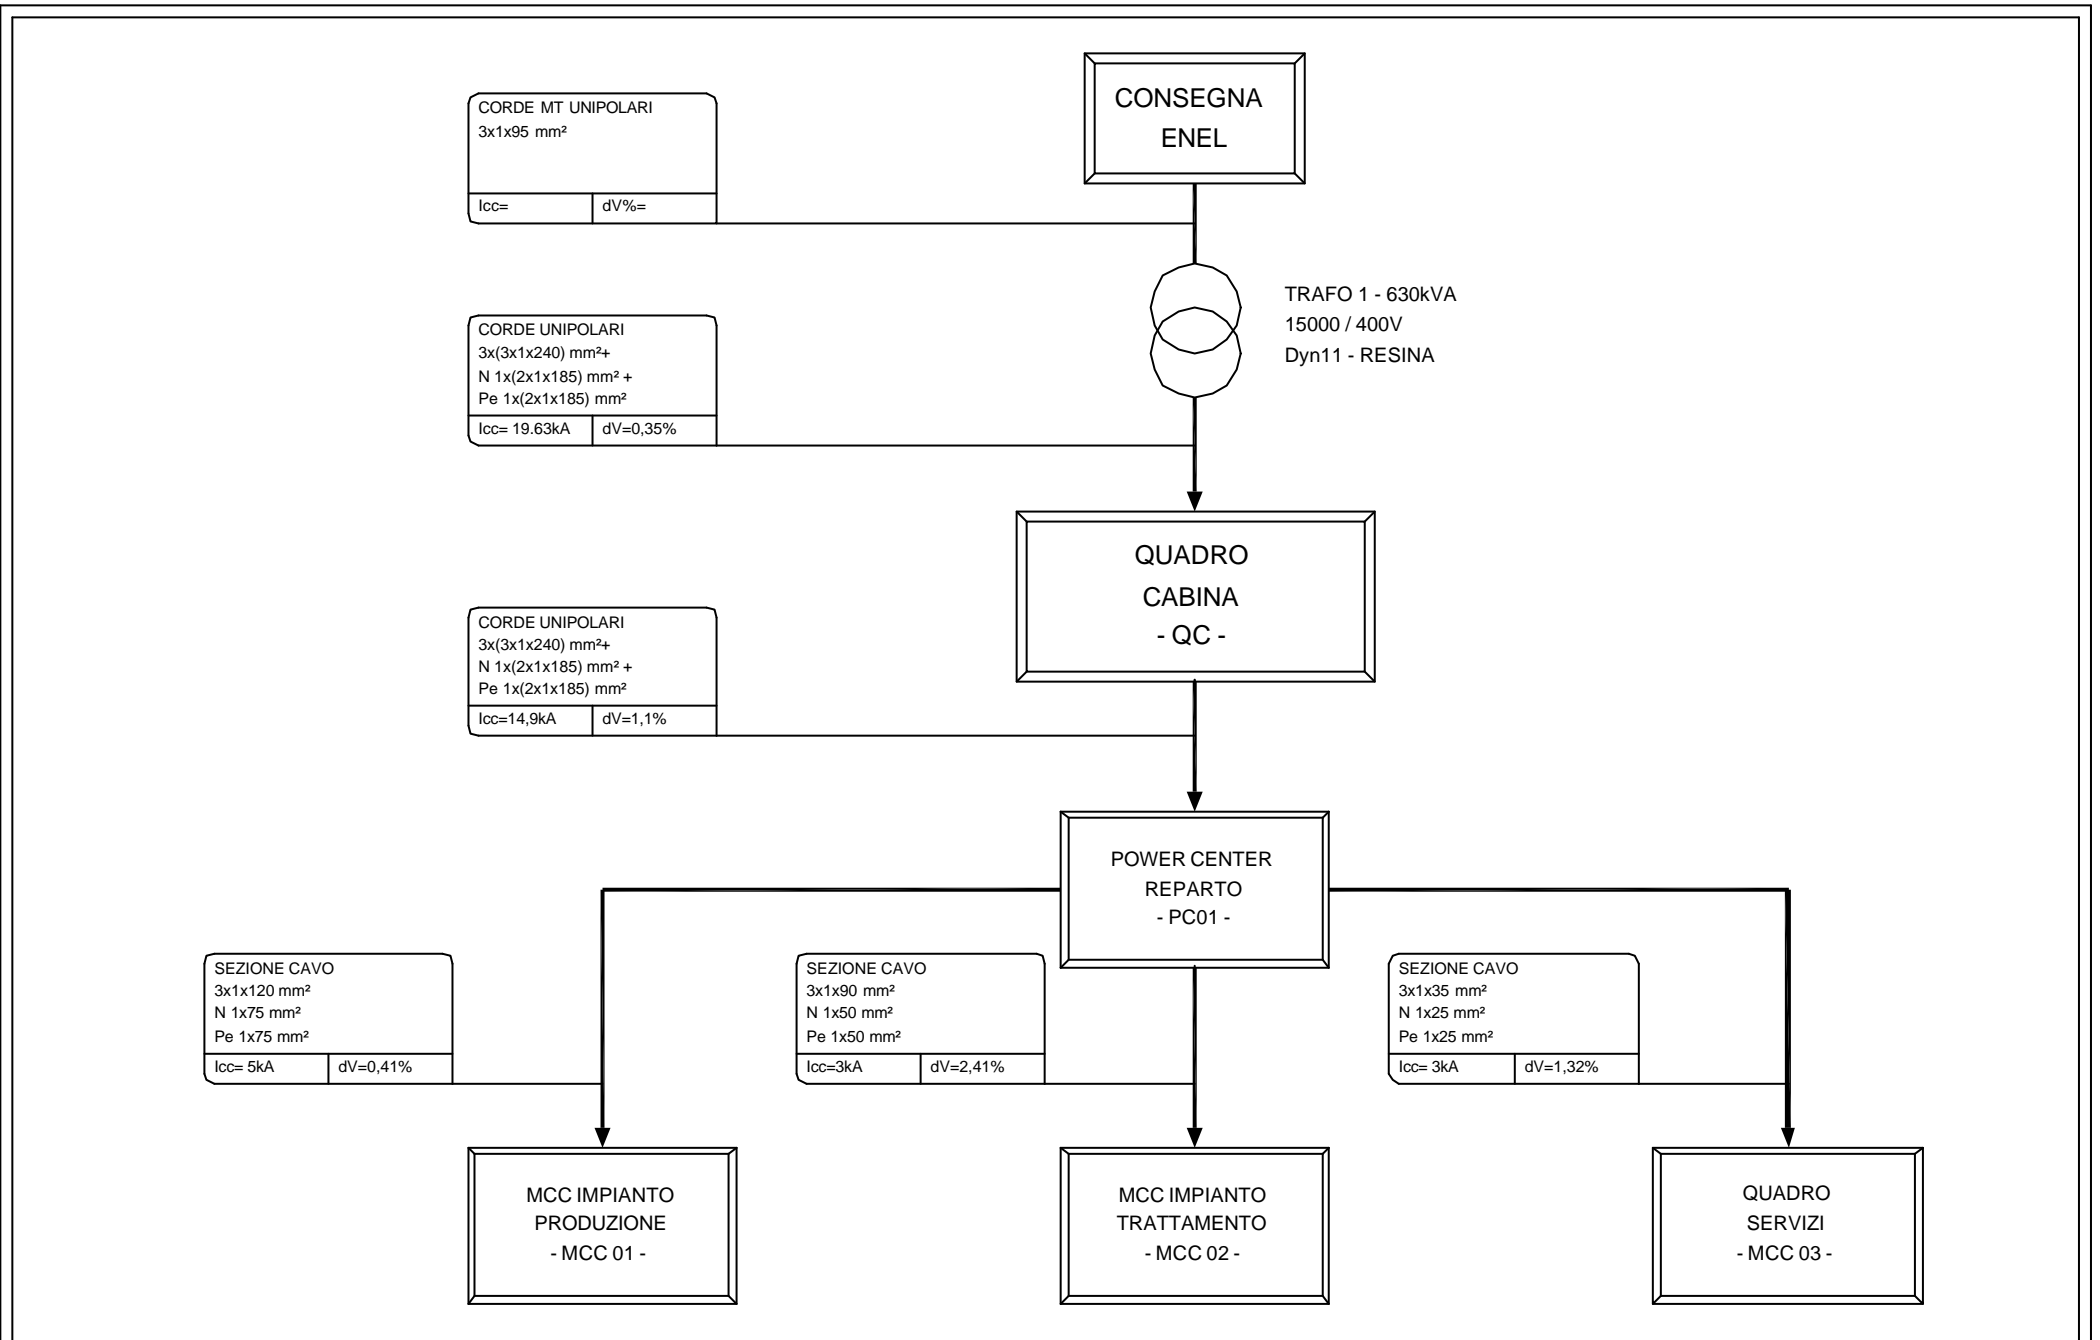 CONSEGNA
ENEL
CORDE MT UNIPOLARI
3x1x95 mm²
Icc=
dV%=
TRAFO 1 - 630kVA
15000 / 400V
Dyn11 - RESINA
CORDE UNIPOLARI
3x(3x1x240) mm²+
N 1x(2x1x185) mm² +
Pe 1x(2x1x185) mm²
Icc= 19.63kA
dV=0,35%
QUADRO
CABINA
- QC -
CORDE UNIPOLARI
3x(3x1x240) mm²+
N 1x(2x1x185) mm² +
Pe 1x(2x1x185) mm²
Icc=14,9kA
dV=1,1%
POWER CENTER
REPARTO
- PC01 -
SEZIONE CAVO
3x1x120 mm²
N 1x75 mm²
Pe 1x75 mm²
Icc= 5kA
dV=0,41%
SEZIONE CAVO
3x1x90 mm²
N 1x50 mm²
Pe 1x50 mm²
Icc=3kA
dV=2,41%
SEZIONE CAVO
3x1x35 mm²
N 1x25 mm²
Pe 1x25 mm²
Icc= 3kA
dV=1,32%
MCC IMPIANTO
PRODUZIONE
- MCC 01 -
MCC IMPIANTO
TRATTAMENTO
- MCC 02 -
QUADRO
SERVIZI
- MCC 03 -